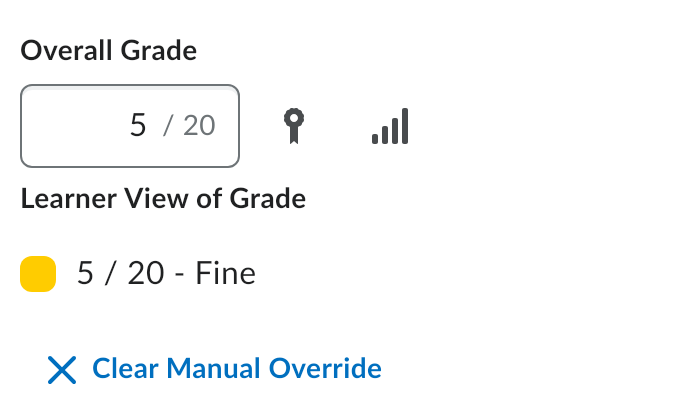 Overall Grade
5 / 20
Learner View of Grade
5 / 20 - Fine
Clear Manual Override